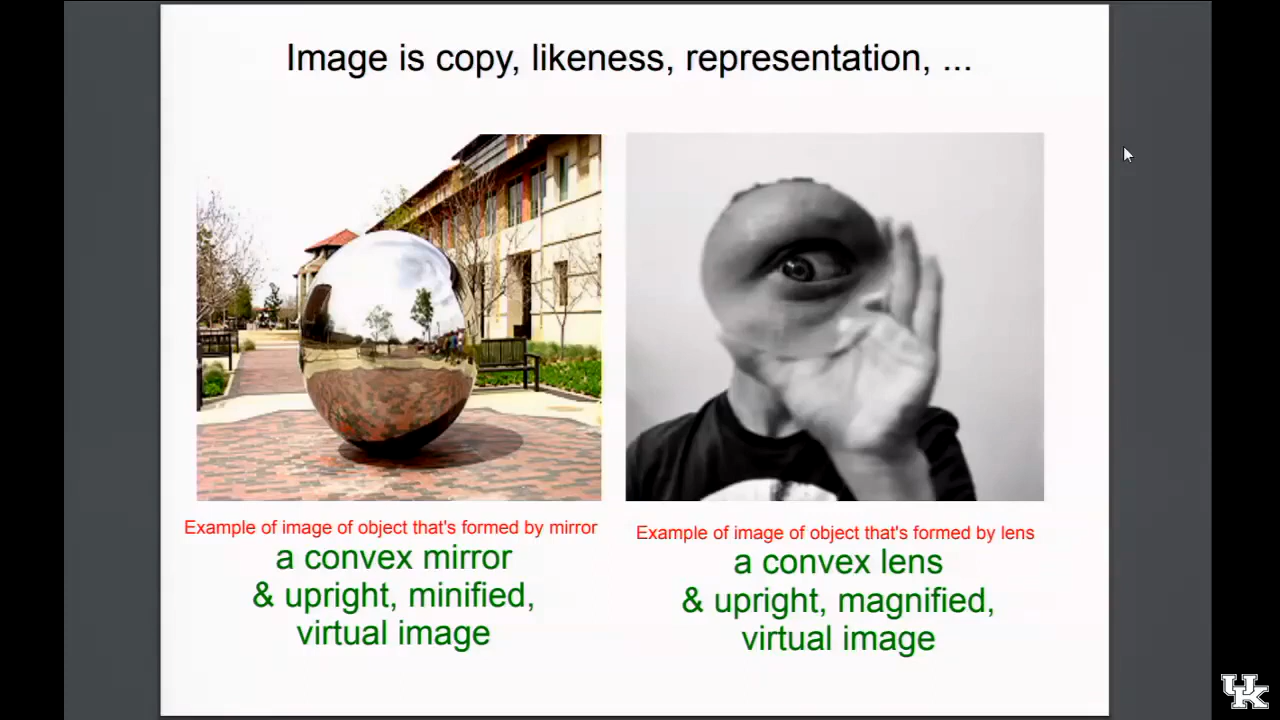 Image is copy, likeness, representation, ...
Example of image of object that's formed by mirror
a convex mirror
& upright, minified,
virtual image
Example of image of object that's formed by lens
a convex lens
& upright, magnified,
virtual image
UK